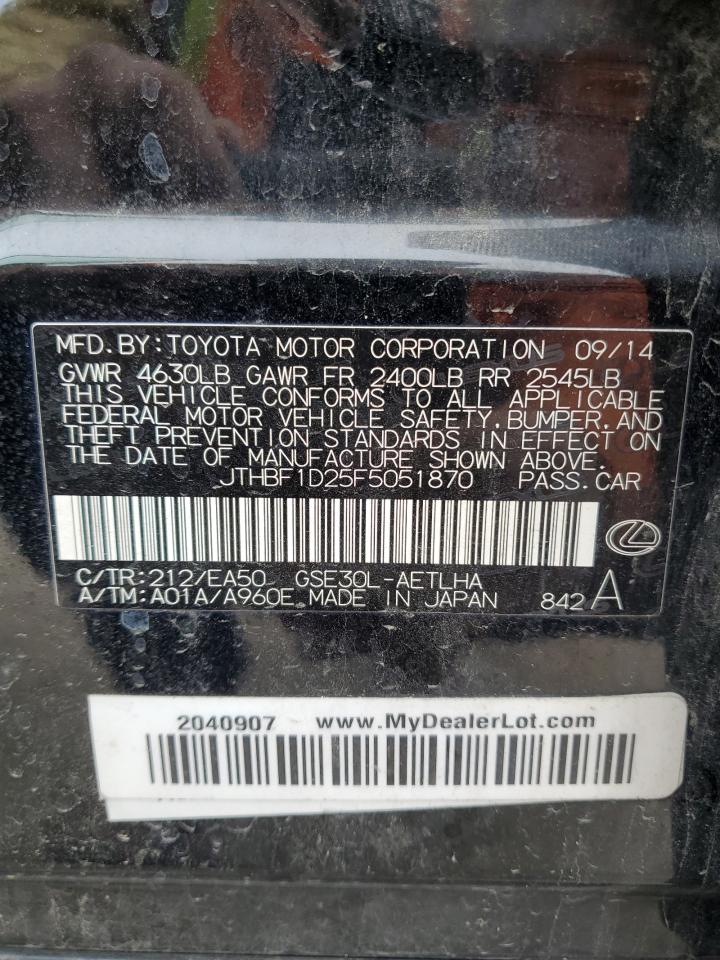 MFD. BY: TOYOTA MOTOR CORPORATION 09/14
GVWR 4630LB GAWR FR 2400LB RR 2545LB
THIS VEHICLE CONFORMS TO ALL APPLICABLE
FEDERAL MOTOR VEHICLE SAFETY, BUMPER, AND
THEFT PREVENTION STANDARDS IN EFFECT ON
THE DATE OF MANUFACTURE SHOWN ABOVE.
JTHBF1D25F5051870 PASS. CAR
C/TR: 212/EA50 GSE30L-AETLHA
A/TM: A01A/A960E MADE IN JAPAN 842 A
2040907 www.MyDealerLot.com